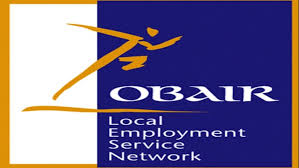 OBAIR
Local
Employment
Service
Network